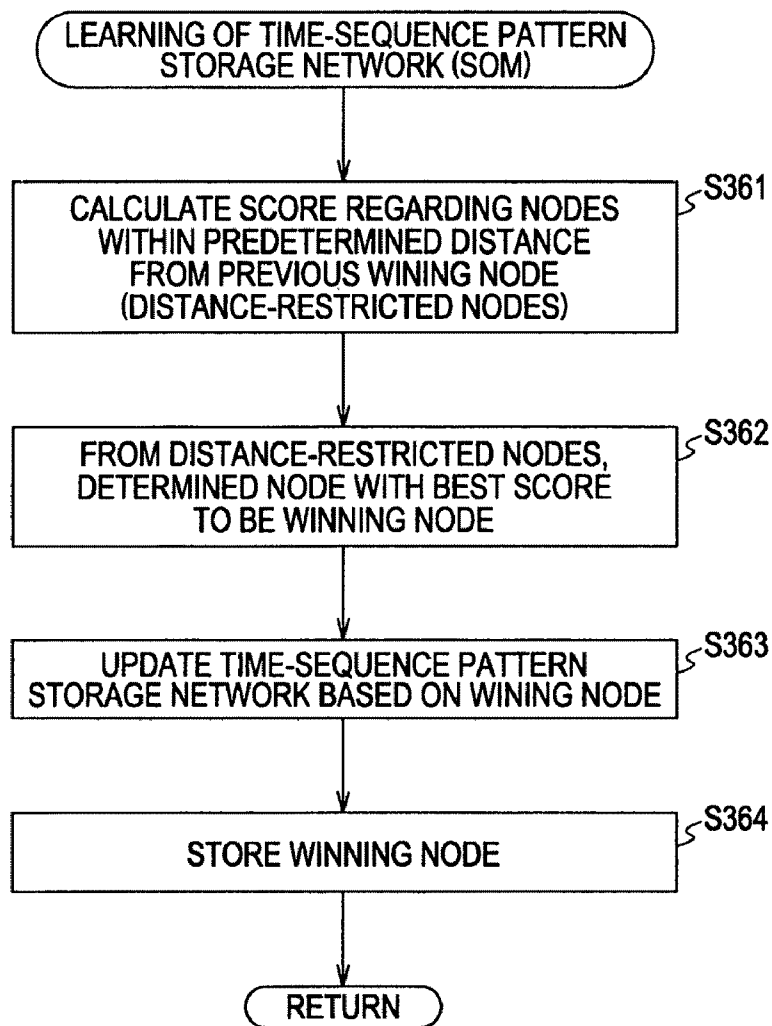 LEARNING OF TIME-SEQUENCE PATTERN
STORAGE NETWORK (SOM)
S361
CALCULATE SCORE REGARDING NODES
WITHIN PREDETERMINED DISTANCE
FROM PREVIOUS WINING NODE
(DISTANCE-RESTRICTED NODES)
S362
FROM DISTANCE-RESTRICTED NODES,
DETERMINED NODE WITH BEST SCORE
TO BE WINNING NODE
S363
UPDATE TIME-SEQUENCE PATTERN
STORAGE NETWORK BASED ON WINING NODE
S364
STORE WINNING NODE
RETURN